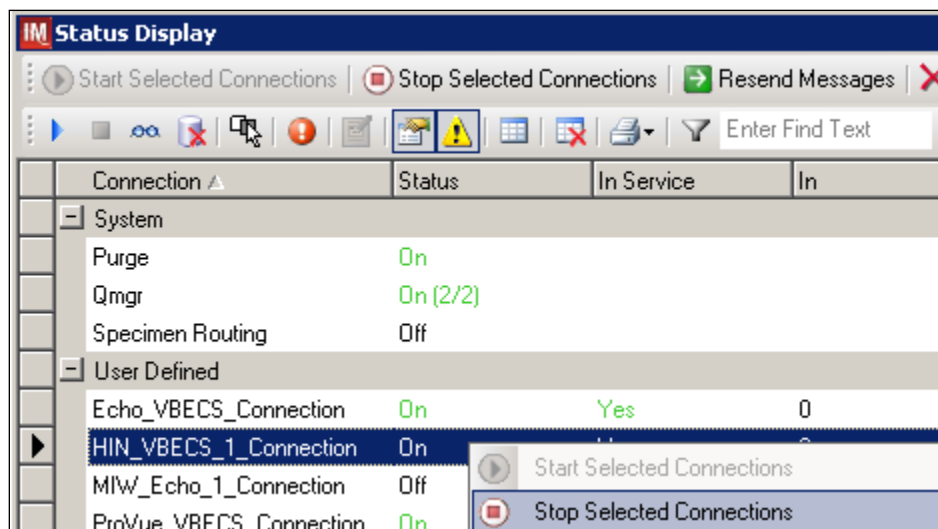 IM Status Display
Start Selected Connections Stop Selected Connections Resend Messages
Enter Find Text
Connection Status In Service In
System
Purge On
Qmgr On (2/2)
Specimen Routing Off
User Defined
Echo_VBECS_Connection On Yes 0
HIN_VBECS_1_Connection On
Start Selected Connections
MIW_Echo_1_Connection Off
Stop Selected Connections
ProVue_VBECS_Connection On